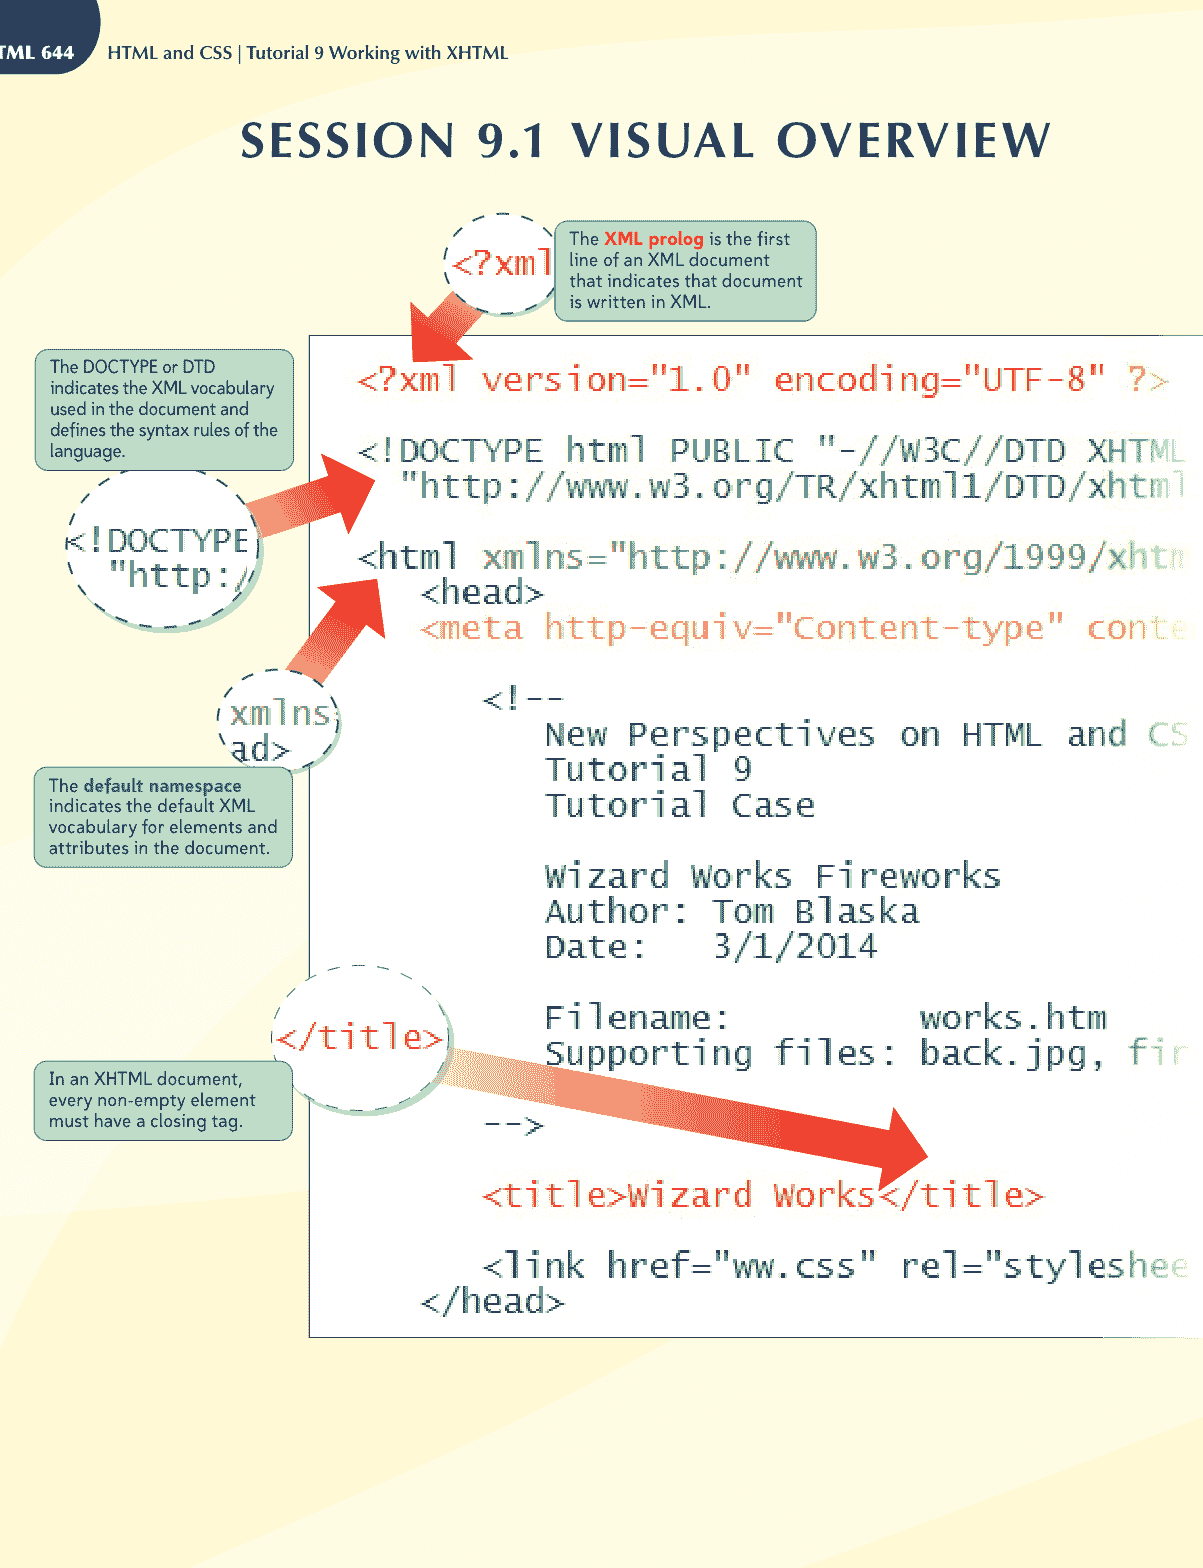 TML 644 HTML and CSS | Tutorial 9 Working with XHTML
SESSION 9.1 VISUAL OVERVIEW
<?xml
The XML prolog is the first
line of an XML document
that indicates that document
is written in XML.
The DOCTYPE or DTD
indicates the XML vocabulary
used in the document and
defines the syntax rules of the
language.
<!DOCTYPE
"http:/
xmlns=
ad>
The default namespace
indicates the default XML
vocabulary for elements and
attributes in the document.
</title>
In an XHTML document,
every non-empty element
must have a closing tag.
<?xml version="1.0" encoding="UTF-8" ?>
<!DOCTYPE html PUBLIC "-//W3C//DTD XHTML
"http://www.w3.org/TR/xhtml1/DTD/xhtml
<html xmlns="http://www.w3.org/1999/xhtm
<head>
<meta http-equiv="Content-type" conte
<!--
New Perspectives on HTML and CS
Tutorial 9
Tutorial Case
Wizard Works Fireworks
Author: Tom Blaska
Date: 3/1/2014
Filename: works.htm
Supporting files: back.jpg, fir
-->
<title>Wizard Works</title>
<link href="ww.css" rel="styleshee
</head>